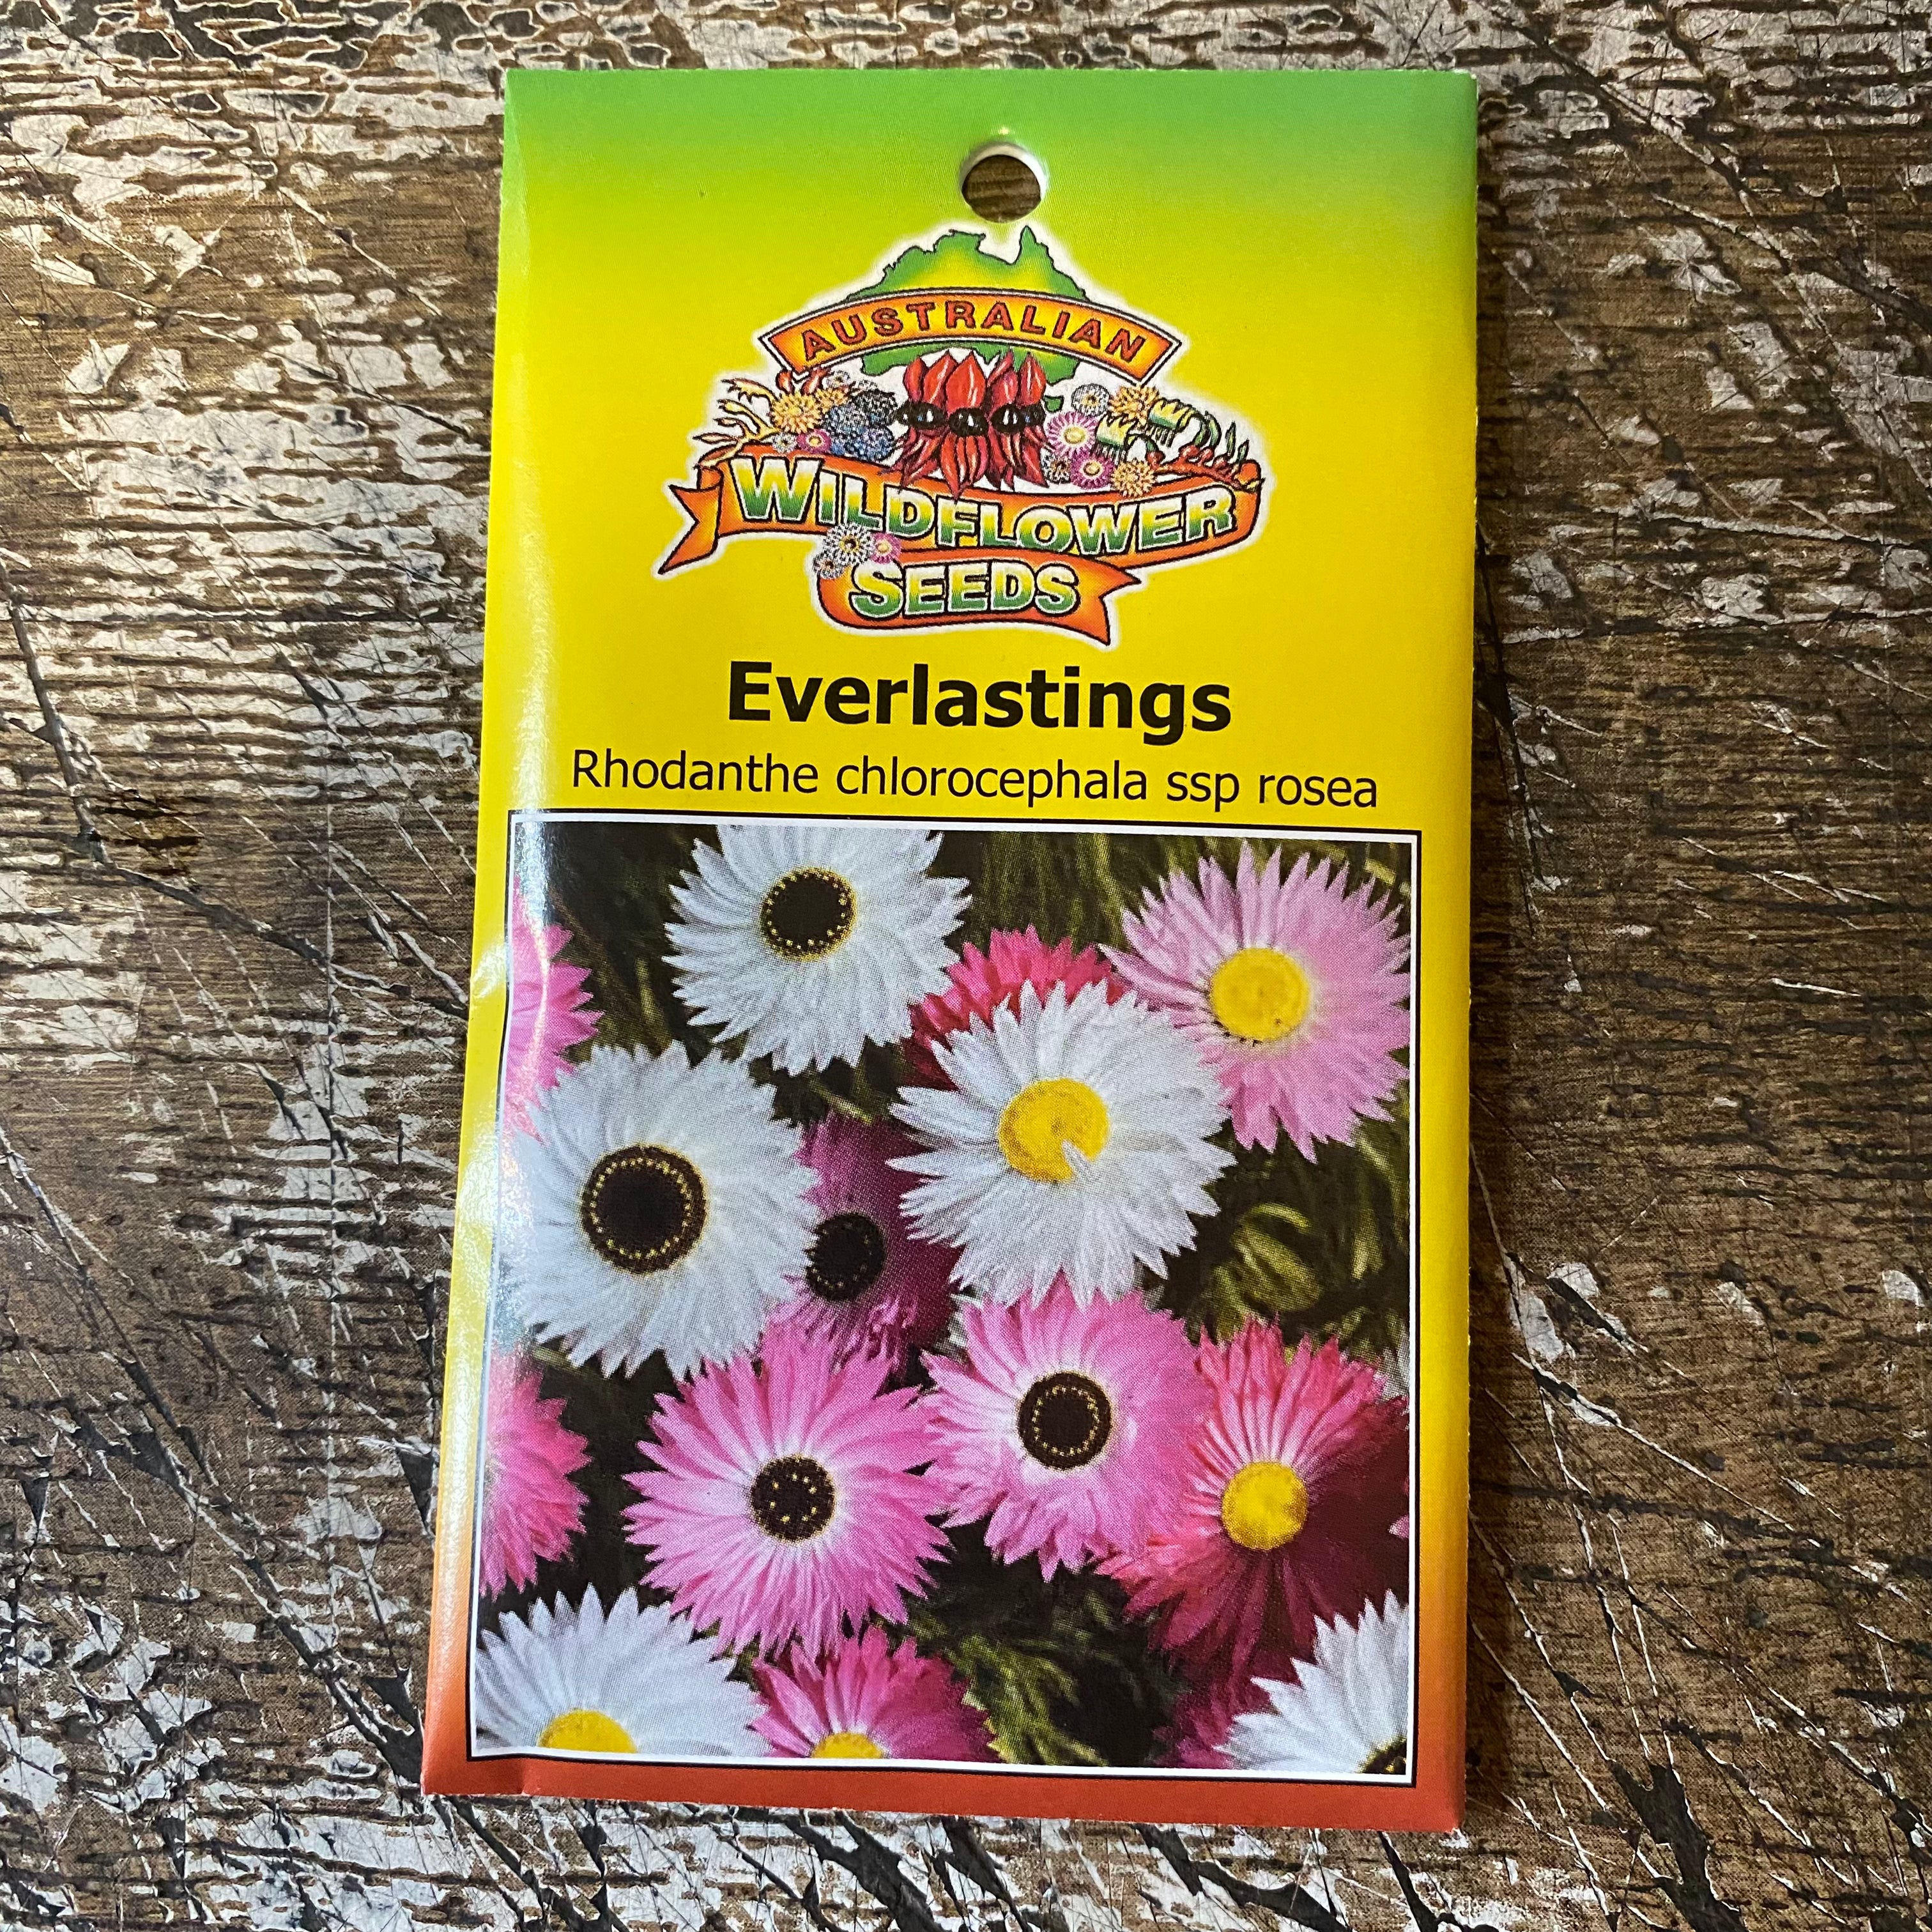 AUSTRALIAN
WILDFLOWER
SEEDS
Everlastings
Rhodanthe chlorocephala ssp rosea